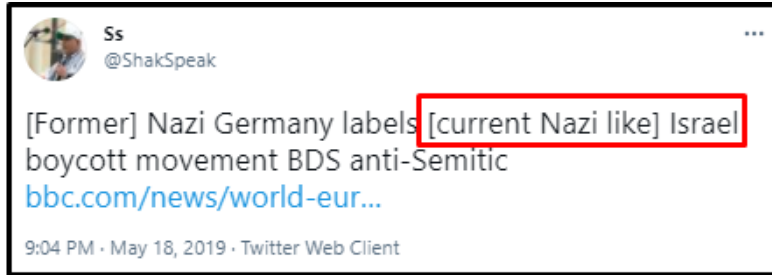 Ss
@ShakSpeak
[Former] Nazi Germany labels [current Nazi like] Israel
boycott movement BDS anti-Semitic
bbc.com/news/world-eur...
9:04 PM · May 18, 2019 · Twitter Web Client